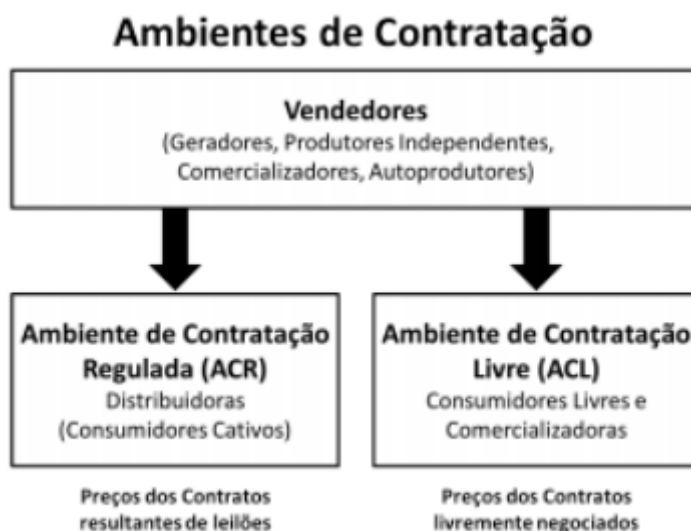 Ambientes de Contratação
Vendedores
(Geradores, Produtores Independentes,
Comercializadores, Autoprodutores)
Ambiente de Contratação
Regulada (ACR)
Distribuidoras
(Consumidores Cativos)
Ambiente de Contratação
Livre (ACL)
Consumidores Livres e
Comercializadoras
Preços dos Contratos
resultantes de leilões
Preços dos Contratos
livremente negociados